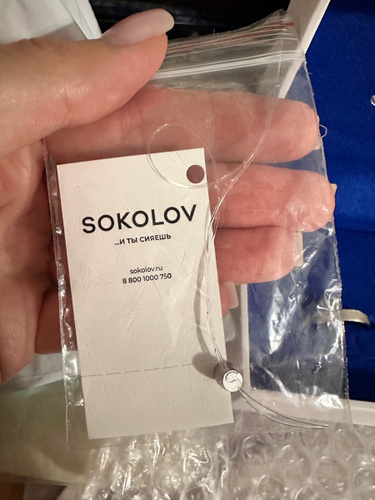 SOKOLOV
...И ТЫ СИЯЕШЬ
sokolov.ru
8 800 1000 750